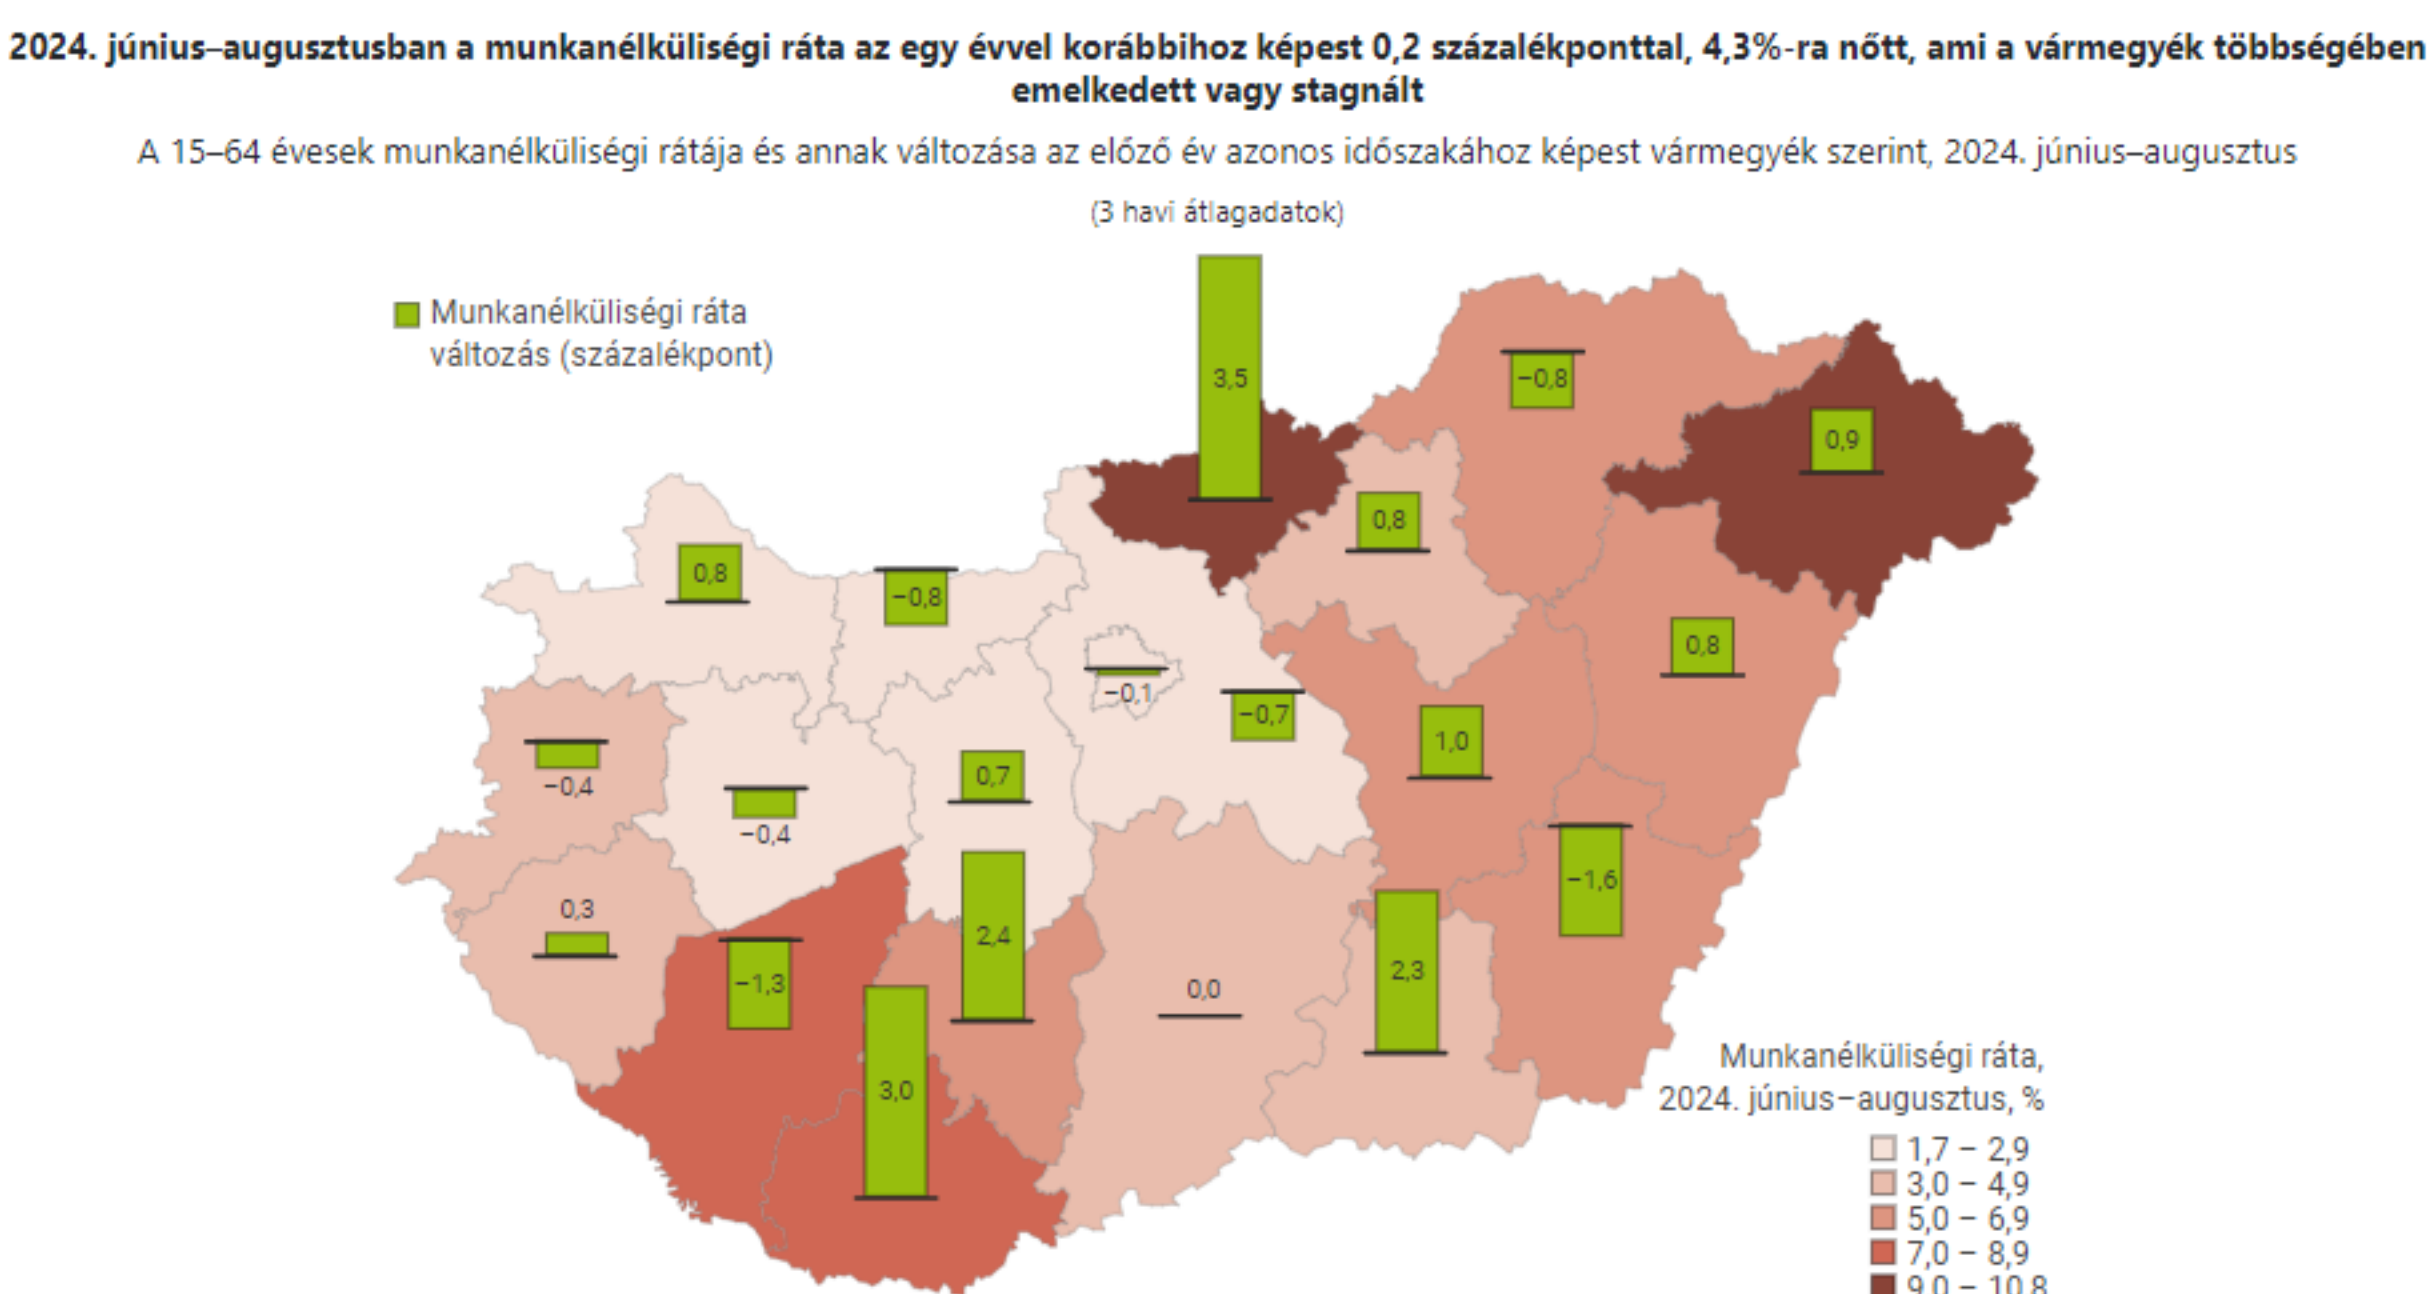 2024. június–augusztusban a munkanélküliségi ráta az egy évvel korábbihoz képest 0,2 százalékponttal, 4,3%-ra nőtt, ami a vármegyék többségében
emelkedett vagy stagnált
A 15–64 évesek munkanélküliségi rátája és annak változása az előző év azonos időszakához képest vármegyék szerint, 2024. június–augusztus
(3 havi átlagadatok)
Munkanélküliségi ráta
változás (százalékpont)
3,5
−0,8
0,9
0,8
0,8
−0,8
0,8
−0,1
−0,7
1,0
−0,4
0,7
−0,4
−1,6
0,3
2,4
2,3
−1,3
0,0
3,0
Munkanélküliségi ráta,
2024. június–augusztus, %
1,7 – 2,9
3,0 – 4,9
5,0 – 6,9
7,0 – 8,9
9,0 – 10,8